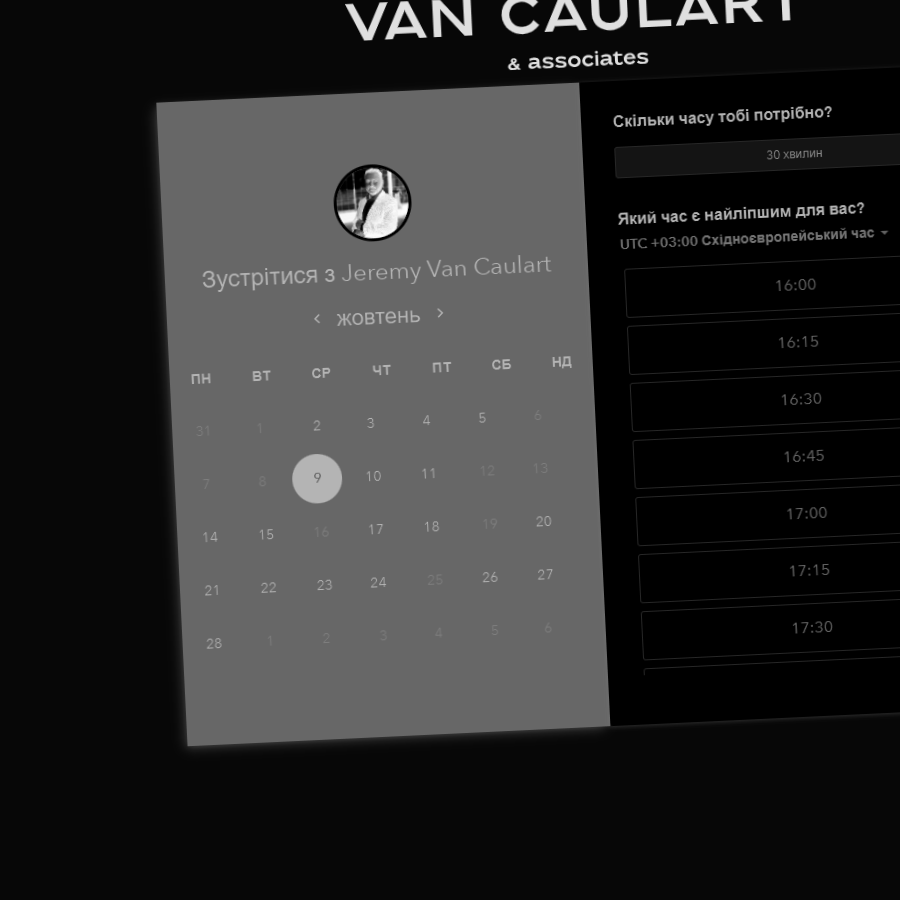 VAN CAULART
& associates
Зустрітися з Jeremy Van Caulart
жовтень
ПН ВТ СР ЧТ ПТ СБ НД
31 1 2 3 4 5 6
7 8 9 10 11 12 13
14 15 16 17 18 19 20
21 22 23 24 25 26 27
28 1 2 3 4 5 6
Скільки часу тобі потрібно?
30 хвилин
Який час є найліпшим для вас?
UTC +03:00 Східноєвропейський час
16:00
16:15
16:30
16:45
17:00
17:15
17:30